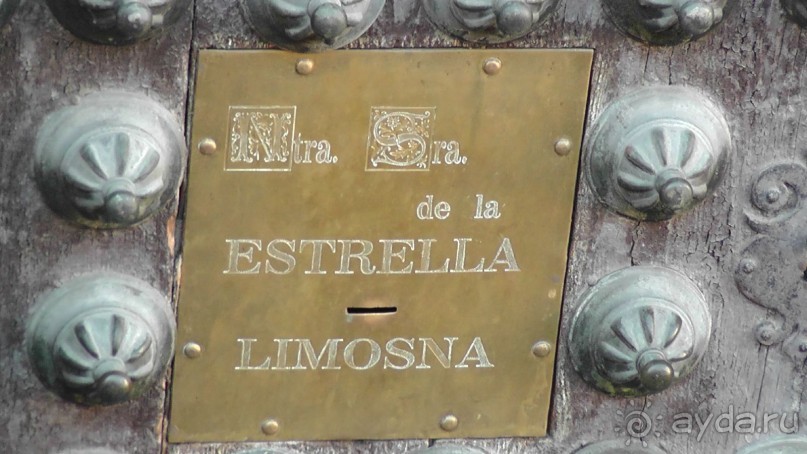 Ntra. Sra.
de la
ESTRELLA
LIMOSNA
ayda.ru